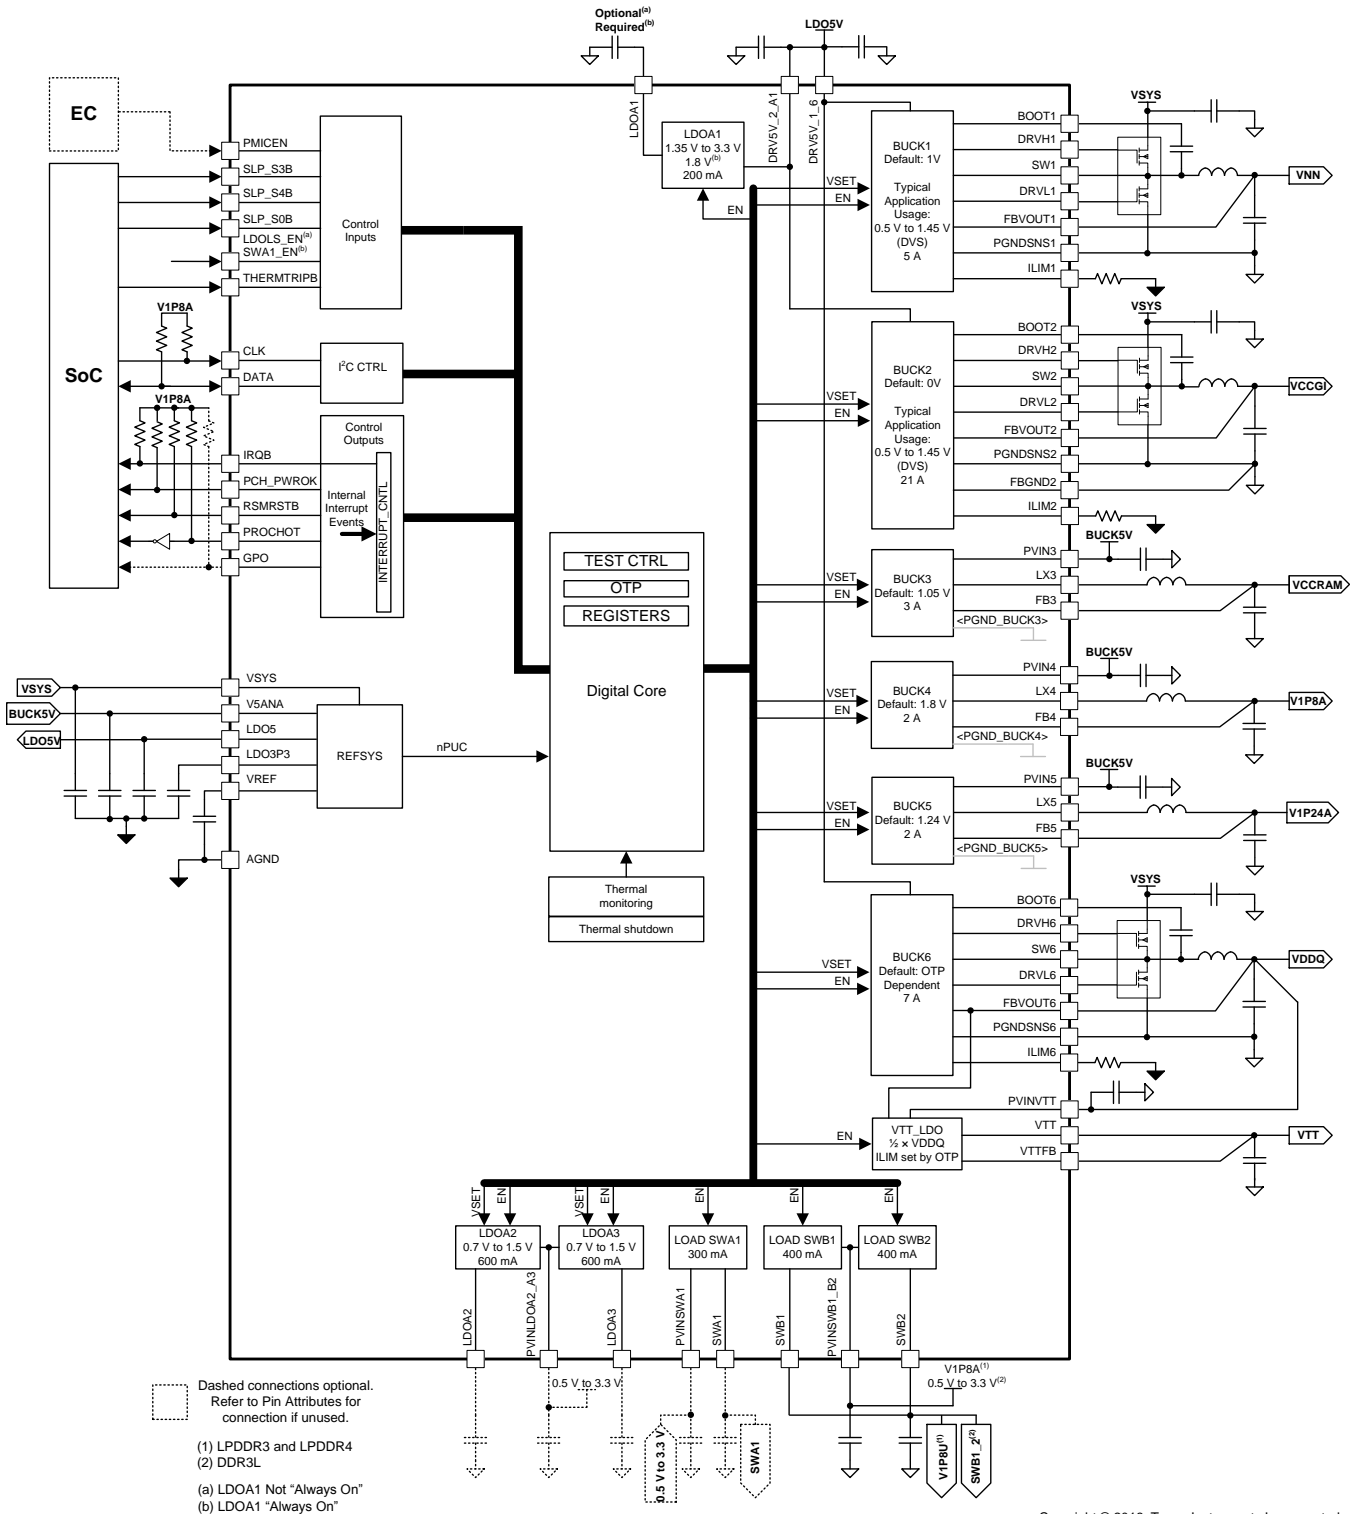 Optional(a)
Required(b)
LDO5V
EC
SoC
PMICEN
SLP_S3B
SLP_S4B
SLP_S0B
LDOLS_EN(a)
SWA1_EN(b)
THERMTRIPB
Control
Inputs
V1P8A
CLK
DATA
I2C CTRL
V1P8A
IRQB
PCH_PWROK
RSMRSTB
PROCHOT
GPO
Control
Outputs
Internal
Interrupt
Events
INTERRUPT_CNTL
LDOA1
LDOA1
1.35 V to 3.3 V
1.8 V(b)
200 mA
EN
DRV5V_2_A1
DRV5V_1_6
VSET
EN
BUCK1
Default: 1V
Typical
Application
Usage:
0.5 V to 1.45 V
(DVS)
5 A
BOOT1
DRVH1
SW1
DRVL1
FBVOUT1
PGNDSNS1
ILIM1
VSYS
VNN
VSET
EN
BUCK2
Default: 0V
Typical
Application
Usage:
0.5 V to 1.45 V
(DVS)
21 A
BOOT2
DRVH2
SW2
DRVL2
FBVOUT2
PGNDSNS2
FBGND2
ILIM2
VSYS
VCCGI
VSET
EN
BUCK3
Default: 1.05 V
3 A
PVIN3
LX3
FB3
<PGND_BUCK3>
BUCK5V
VCCRAM
VSET
EN
BUCK4
Default: 1.8 V
2 A
PVIN4
LX4
FB4
<PGND_BUCK4>
BUCK5V
V1P8A
VSET
EN
BUCK5
Default: 1.24 V
2 A
PVIN5
LX5
FB5
<PGND_BUCK5>
BUCK5V
V1P24A
VSET
EN
BUCK6
Default: OTP
Dependent
7 A
BOOT6
DRVH6
SW6
DRVL6
FBVOUT6
PGNDSNS6
ILIM6
VSYS
VDDQ
EN
VTT_LDO
½ × VDDQ
ILIM set by OTP
PVINVTT
VTT
VTTFB
VTT
TEST CTRL
OTP
REGISTERS
Digital Core
Thermal
monitoring
Thermal shutdown
VSYS
BUCK5V
LDO5V
VSYS
V5ANA
LDO5
LDO3P3
VREF
AGND
REFSYS
nPUC
VSET
EN
VSET
EN
EN
EN
EN
LDOA2
0.7 V to 1.5 V
600 mA
LDOA3
0.7 V to 1.5 V
600 mA
LOAD SWA1
300 mA
LOAD SWB1
400 mA
LOAD SWB2
400 mA
LDOA2
PVINLDOA2_A3
LDOA3
PVINSWA1
SWA1
SWB1
PVINSWB1_B2
SWB2
0.5 V to 3.3 V
V1P8A(1)
0.5 V to 3.3 V(2)
0.5 V to 3.3 V
SWA1
V1P8U(1)
SWB1_2(2)
Dashed connections optional.
Refer to Pin Attributes for
connection if unused.
(1) LPDDR3 and LPDDR4
(2) DDR3L
(a) LDOA1 Not “Always On”
(b) LDOA1 “Always On”